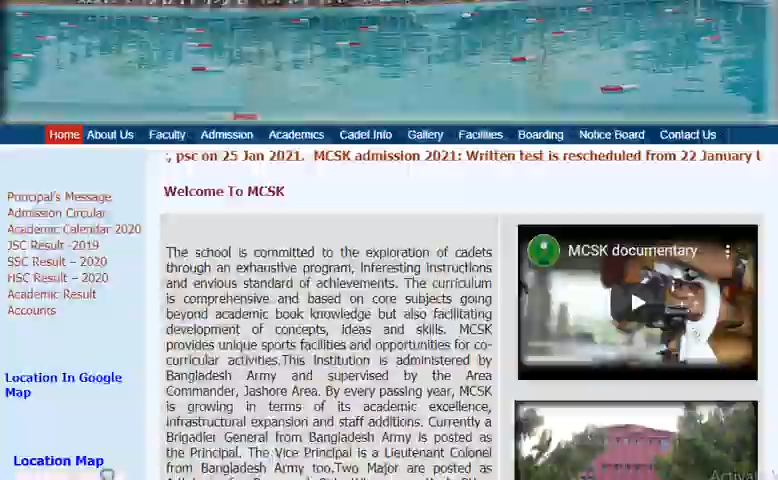 Home About Us Faculty Admission Academics Cadet Info Gallery Facilities Boarding Notice Board Contact Us
, psc on 25 Jan 2021. MCSK admission 2021: Written test is rescheduled from 22 January
Welcome To MCSK
Principal's Message
Admission Circular
Academic Calendar 2020
JSC Result -2019
SSC Result – 2020
HSC Result – 2020
Academic Result
Accounts
Location In Google
Map
Location Map
The school is committed to the exploration of cadets
through an exhaustive program, inferesting instructions
and envious standard of achievements. The curriculum
is comprehensive and based on core subjects going
beyond academic book knowledge but also facilitating
development of concepts, ideas and skills. MCSK
provides unique sports facilities and opportunities for co-
curricular activities.This Institution is administered by
Bangladesh Army and supervised by the Area
Commander, Jashore Area. By every passing year, MCSK
is growing in terms of its academic excellence,
infrastructural expansion and staff additions. Currently a
Brigadier General from Bangladesh Army is posted as
the Principal. The Vice Principal is a Lieutenant Colonel
from Bangladesh Army too.Two Major are posted as
MCSK documentary
Activate